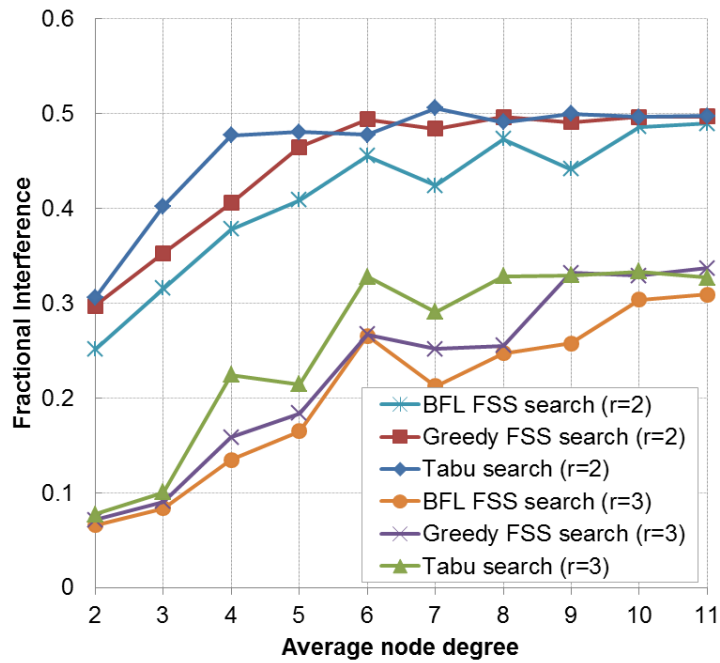 0.6
0.5
0.4
0.3
0.2
0.1
0
Fractional Interference
BFL FSS search (r=2)
Greedy FSS search (r=2)
Tabu search (r=2)
BFL FSS search (r=3)
Greedy FSS search (r=3)
Tabu search (r=3)
2 3 4 5 6 7 8 9 10 11
Average node degree